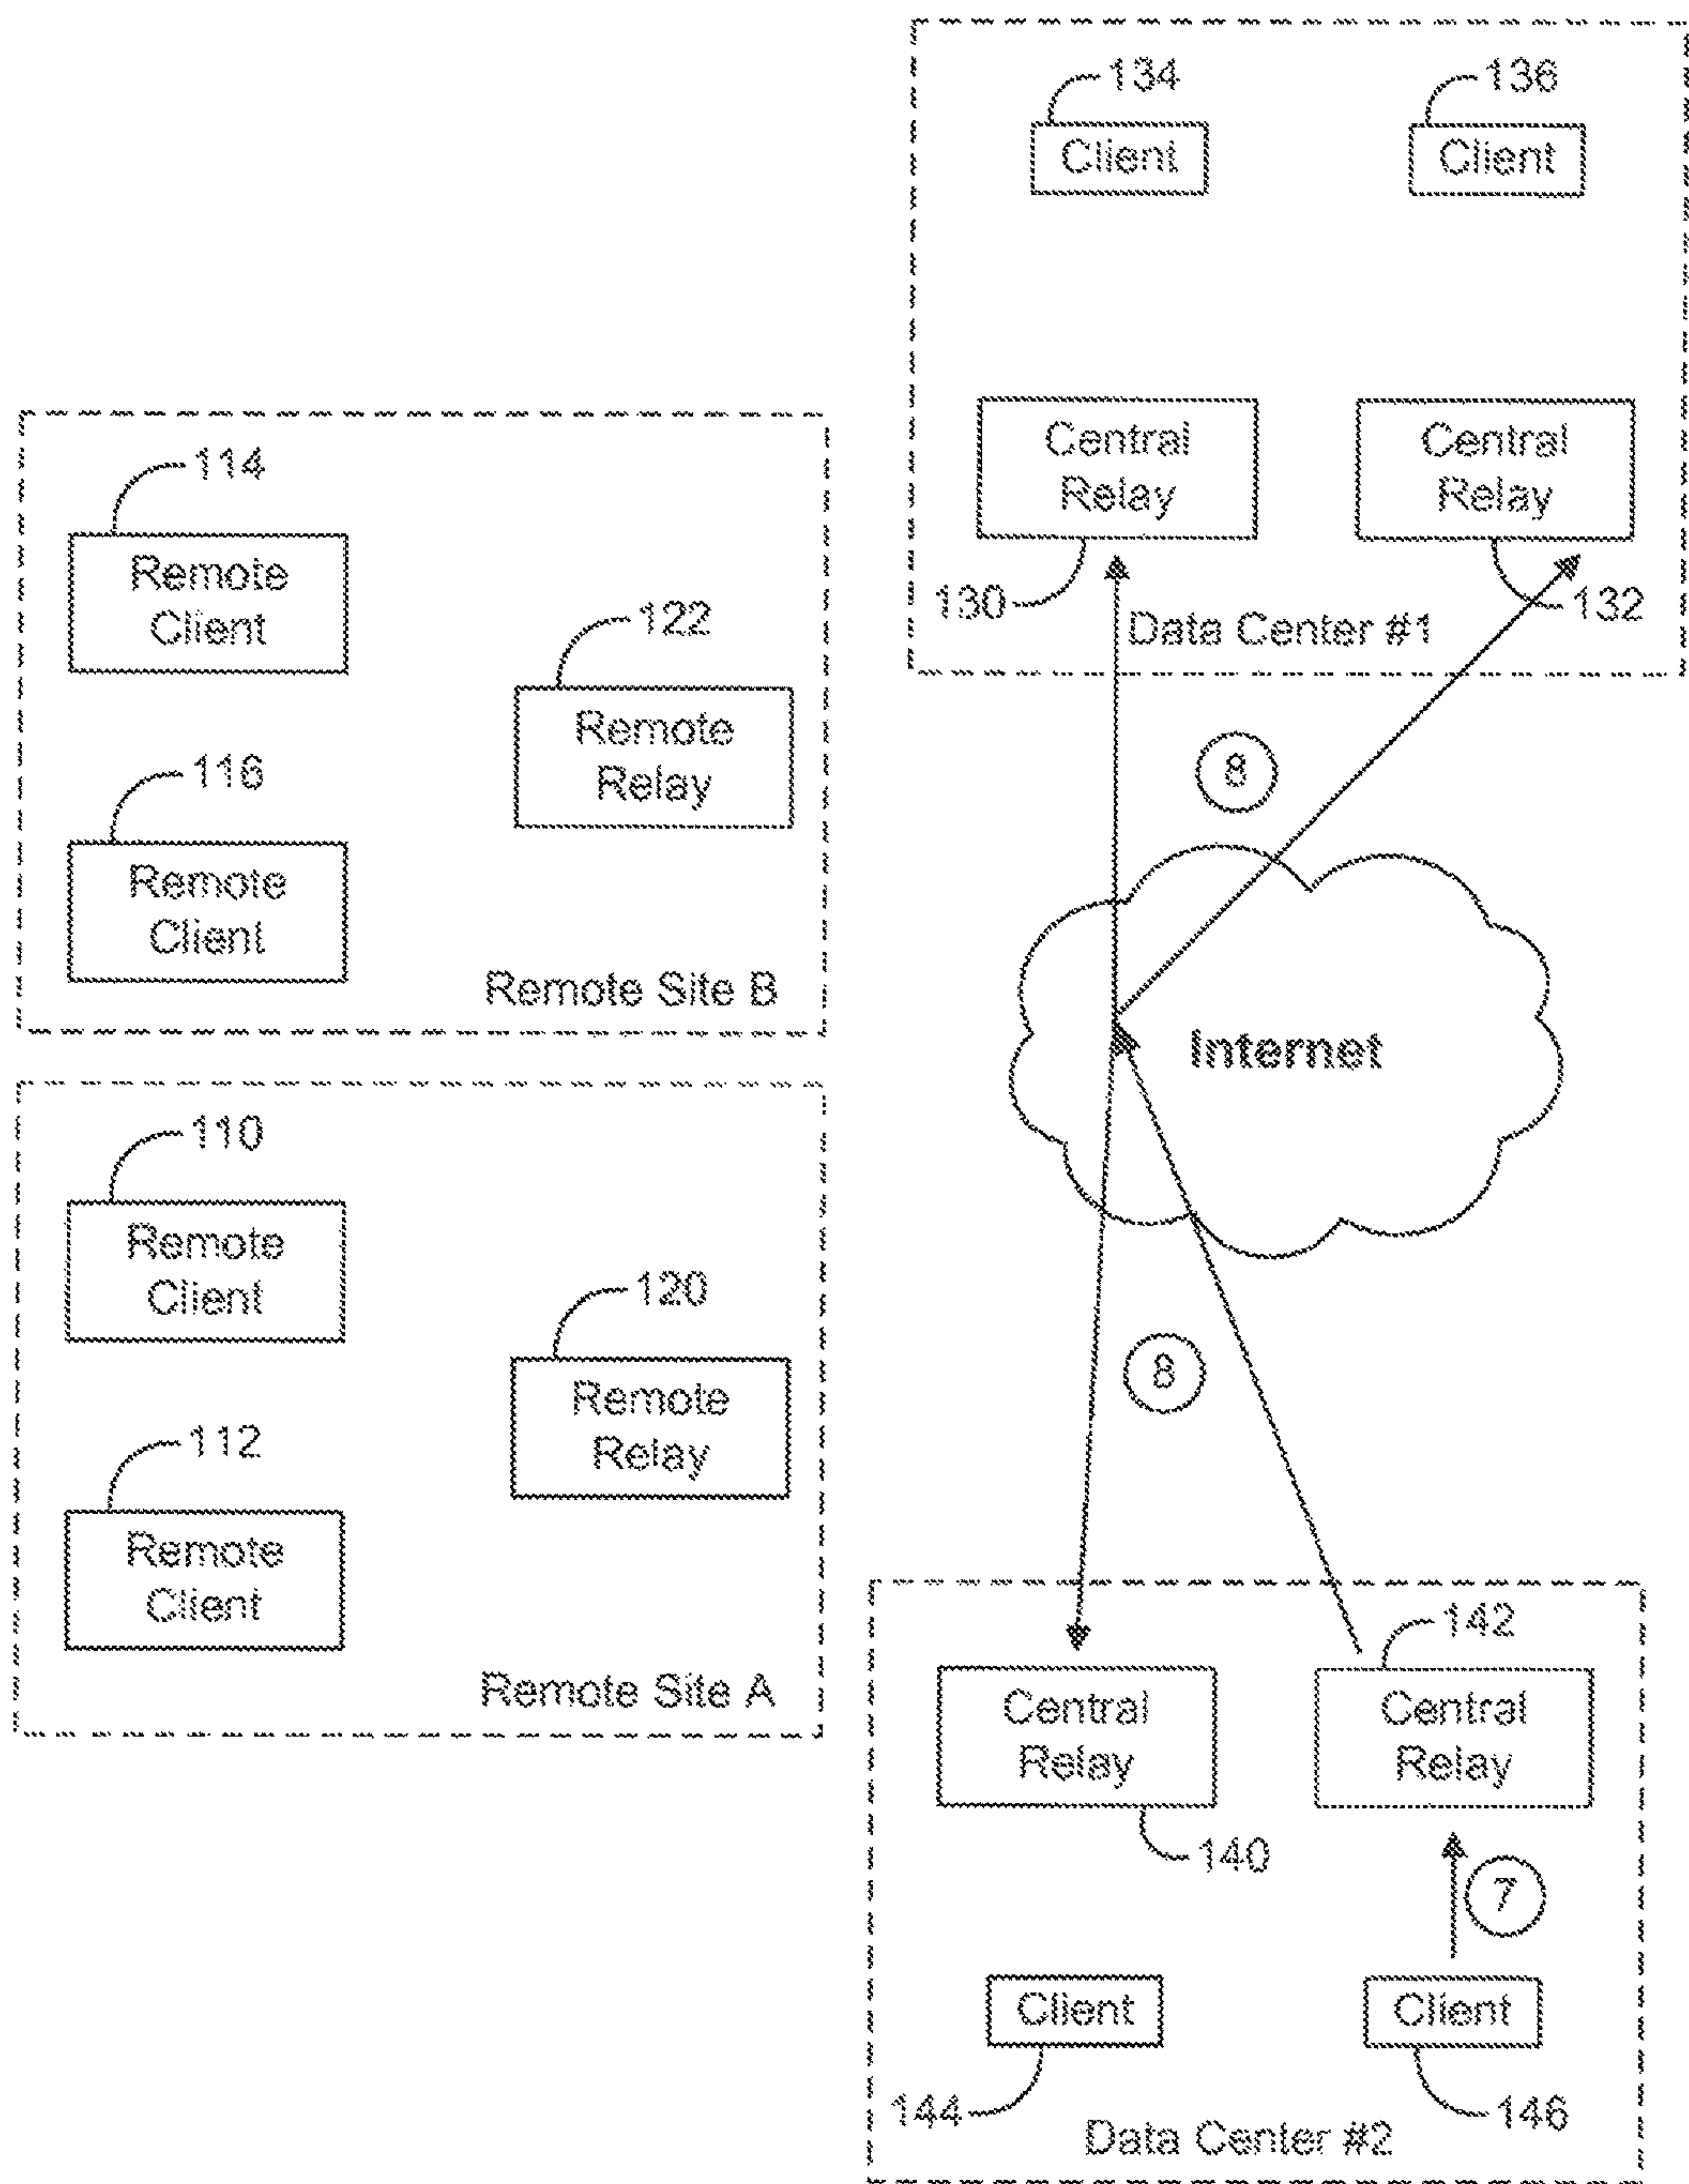 134
136
Client
Client
Central
Relay
Central
Relay
130
132
Data Center #1
114
Remote
Client
122
Remote
Relay
116
Remote
Client
Remote Site B
8
Internet
110
Remote
Client
120
Remote
Relay
112
Remote
Client
Remote Site A
8
142
Central
Relay
Central
Relay
140
7
Client
Client
144
146
Data Center #2